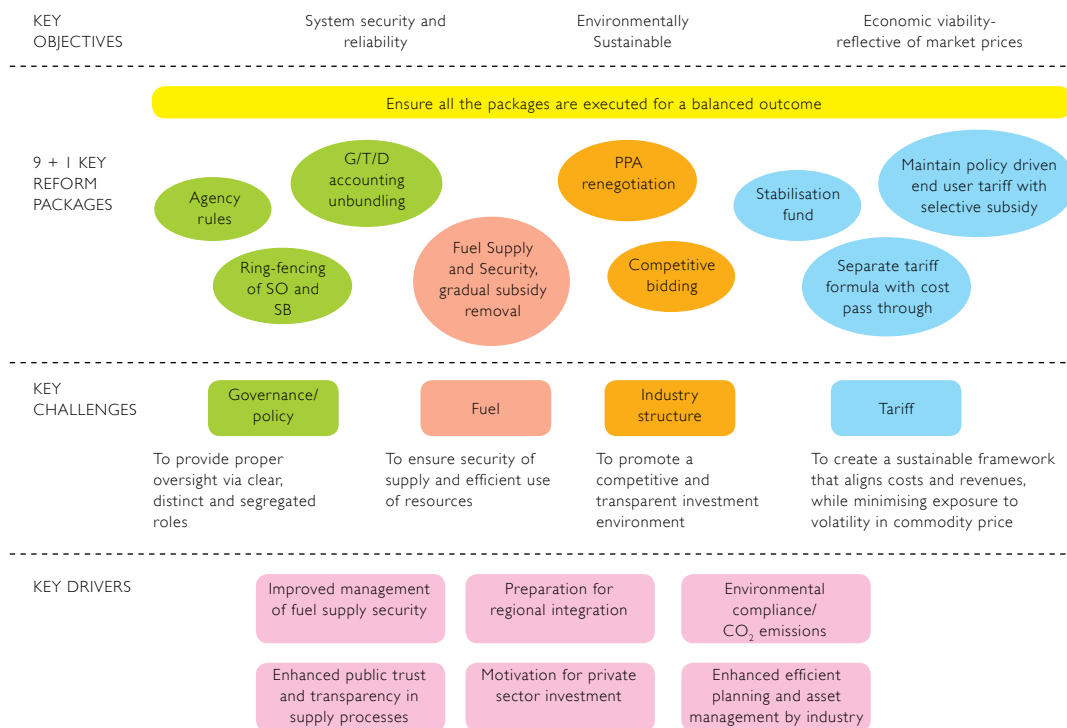 KEY
OBJECTIVES
System security and
reliability
Environmentally
Sustainable
Economic viability-
reflective of market prices
Ensure all the packages are executed for a balanced outcome
9 + 1 KEY
REFORM
PACKAGES
Agency
rules
G/T/D
accounting
unbundling
Ring-fencing
of SO and
SB
Fuel Supply
and Security,
gradual subsidy
removal
PPA
renegotiation
Competitive
bidding
Stabilisation
fund
Maintain policy driven
end user tariff with
selective subsidy
Separate tariff
formula with cost
pass through
KEY
CHALLENGES
Governance/
policy
Fuel
Industry
structure
Tariff
To provide proper
oversight via clear,
distinct and segregated
roles
To ensure security of
supply and efficient use
of resources
To promote a
competitive and
transparent investment
environment
To create a sustainable framework
that aligns costs and revenues,
while minimising exposure to
volatility in commodity price
KEY DRIVERS
Improved management
of fuel supply security
Preparation for
regional integration
Environmental
compliance/
CO₂ emissions
Enhanced public trust
and transparency in
supply processes
Motivation for private
sector investment
Enhanced efficient
planning and asset
management by industry